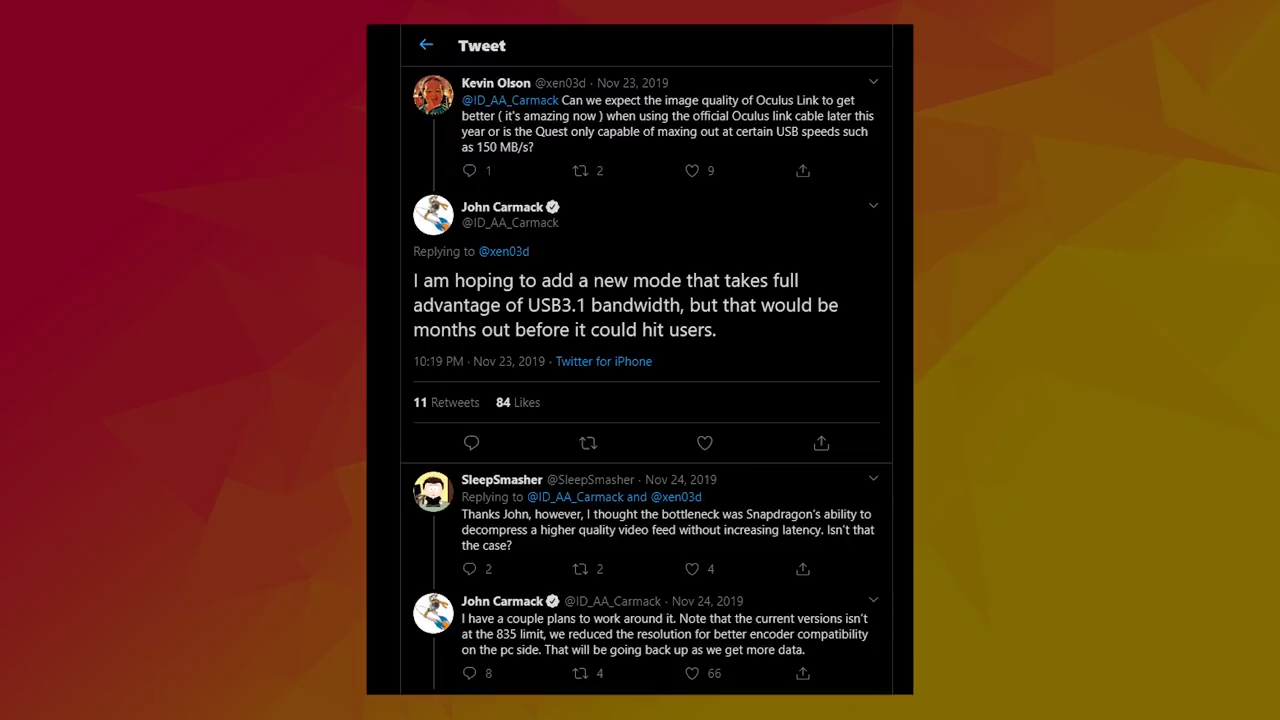 Tweet
Kevin Olson @xen03d · Nov 23, 2019
@ID_AA_Carmack Can we expect the image quality of Oculus Link to get
better ( it's amazing now ) when using the official Oculus link cable later this
year or is the Quest only capable of maxing out at certain USB speeds such
as 150 MB/s?
1 2 9
John Carmack
@ID_AA_Carmack
Replying to @xen03d
I am hoping to add a new mode that takes full
advantage of USB3.1 bandwidth, but that would be
months out before it could hit users.
10:19 PM · Nov 23, 2019 · Twitter for iPhone
11 Retweets 84 Likes
SleepSmasher @SleepSmasher · Nov 24, 2019
Replying to @ID_AA_Carmack and @xen03d
Thanks John, however, I thought the bottleneck was Snapdragon's ability to
decompress a higher quality video feed without increasing latency. Isn't that
the case?
2 2 4
John Carmack @ID_AA_Carmack · Nov 24, 2019
I have a couple plans to work around it. Note that the current versions isn't
at the 835 limit, we reduced the resolution for better encoder compatibility
on the pc side. That will be going back up as we get more data.
8 4 66